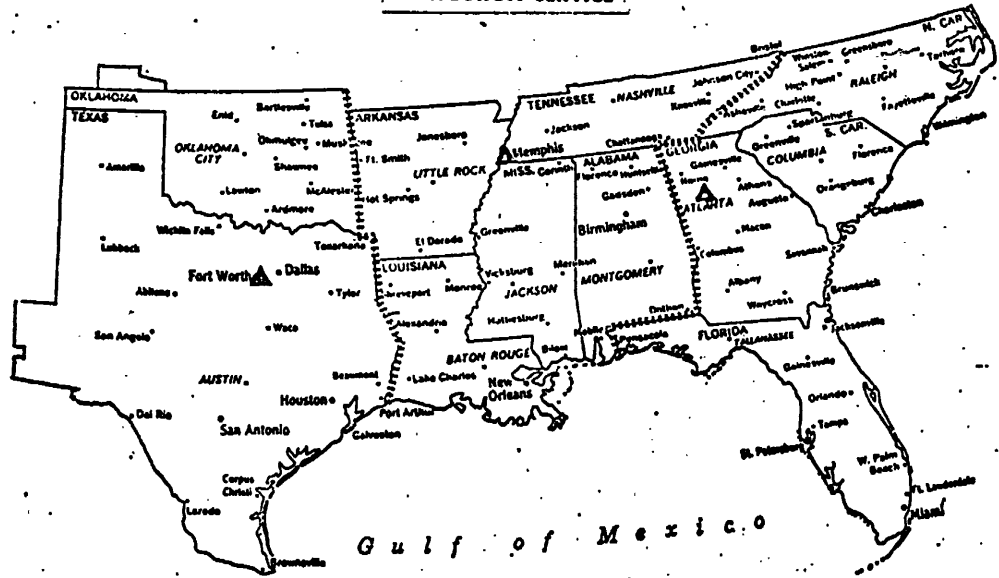 N. CAR.
Bristol
Winston-
Salem
Greensboro
Johnson City
High Point
RALEIGH
OKLAHOMA
TEXAS
Bartlesville
Enid
Tulsa
ARKANSAS
TENNESSEE
NASHVILLE
Knoxville
Asheville
Charlotte
Fayetteville
Okmulgee
Jonesboro
Jackson
Chattanooga
GEORGIA
Greenville
Spartanburg
S. CAR.
Wilmington
OKLAHOMA
CITY
Shawnee
Ft. Smith
Memphis
ALABAMA
Gainesville
COLUMBIA
Florence
Amarillo
UTTLE ROCK
MISS.
Corinth
Florence
Huntsville
Rome
Athens
Lawton
McAlester
Hot Springs
Gadsden
ATLANTA
Augusta
Orangeburg
Ardmore
Charleston
Wichita Falls
Texarkana
El Dorado
Greenville
Birmingham
Macon
Lubbock
LOUISIANA
Columbus
Savannah
Fort Worth
Dallas
Vicksburg
Meridian
MONTGOMERY
Albany
Abilene
Tyler
Shreveport
Monroe
JACKSON
Brunswick
Waycross
Dothan
San Angelo
Waco
Alexandria
Hattiesburg
Mobile
Pensacola
FLORIDA
TALLAHASSEE
Jacksonville
BATON ROUGE
Biloxi
Gainesville
AUSTIN
Beaumont
Lake Charles
New
Orleans
Orlando
Houston
Port Arthur
Del Rio
San Antonio
Galveston
Tampa
St. Petersburg
W. Palm
Beach
Corpus
Christi
Ft. Lauderdale
Laredo
Miami
Gulf of Mexico
Brownsville